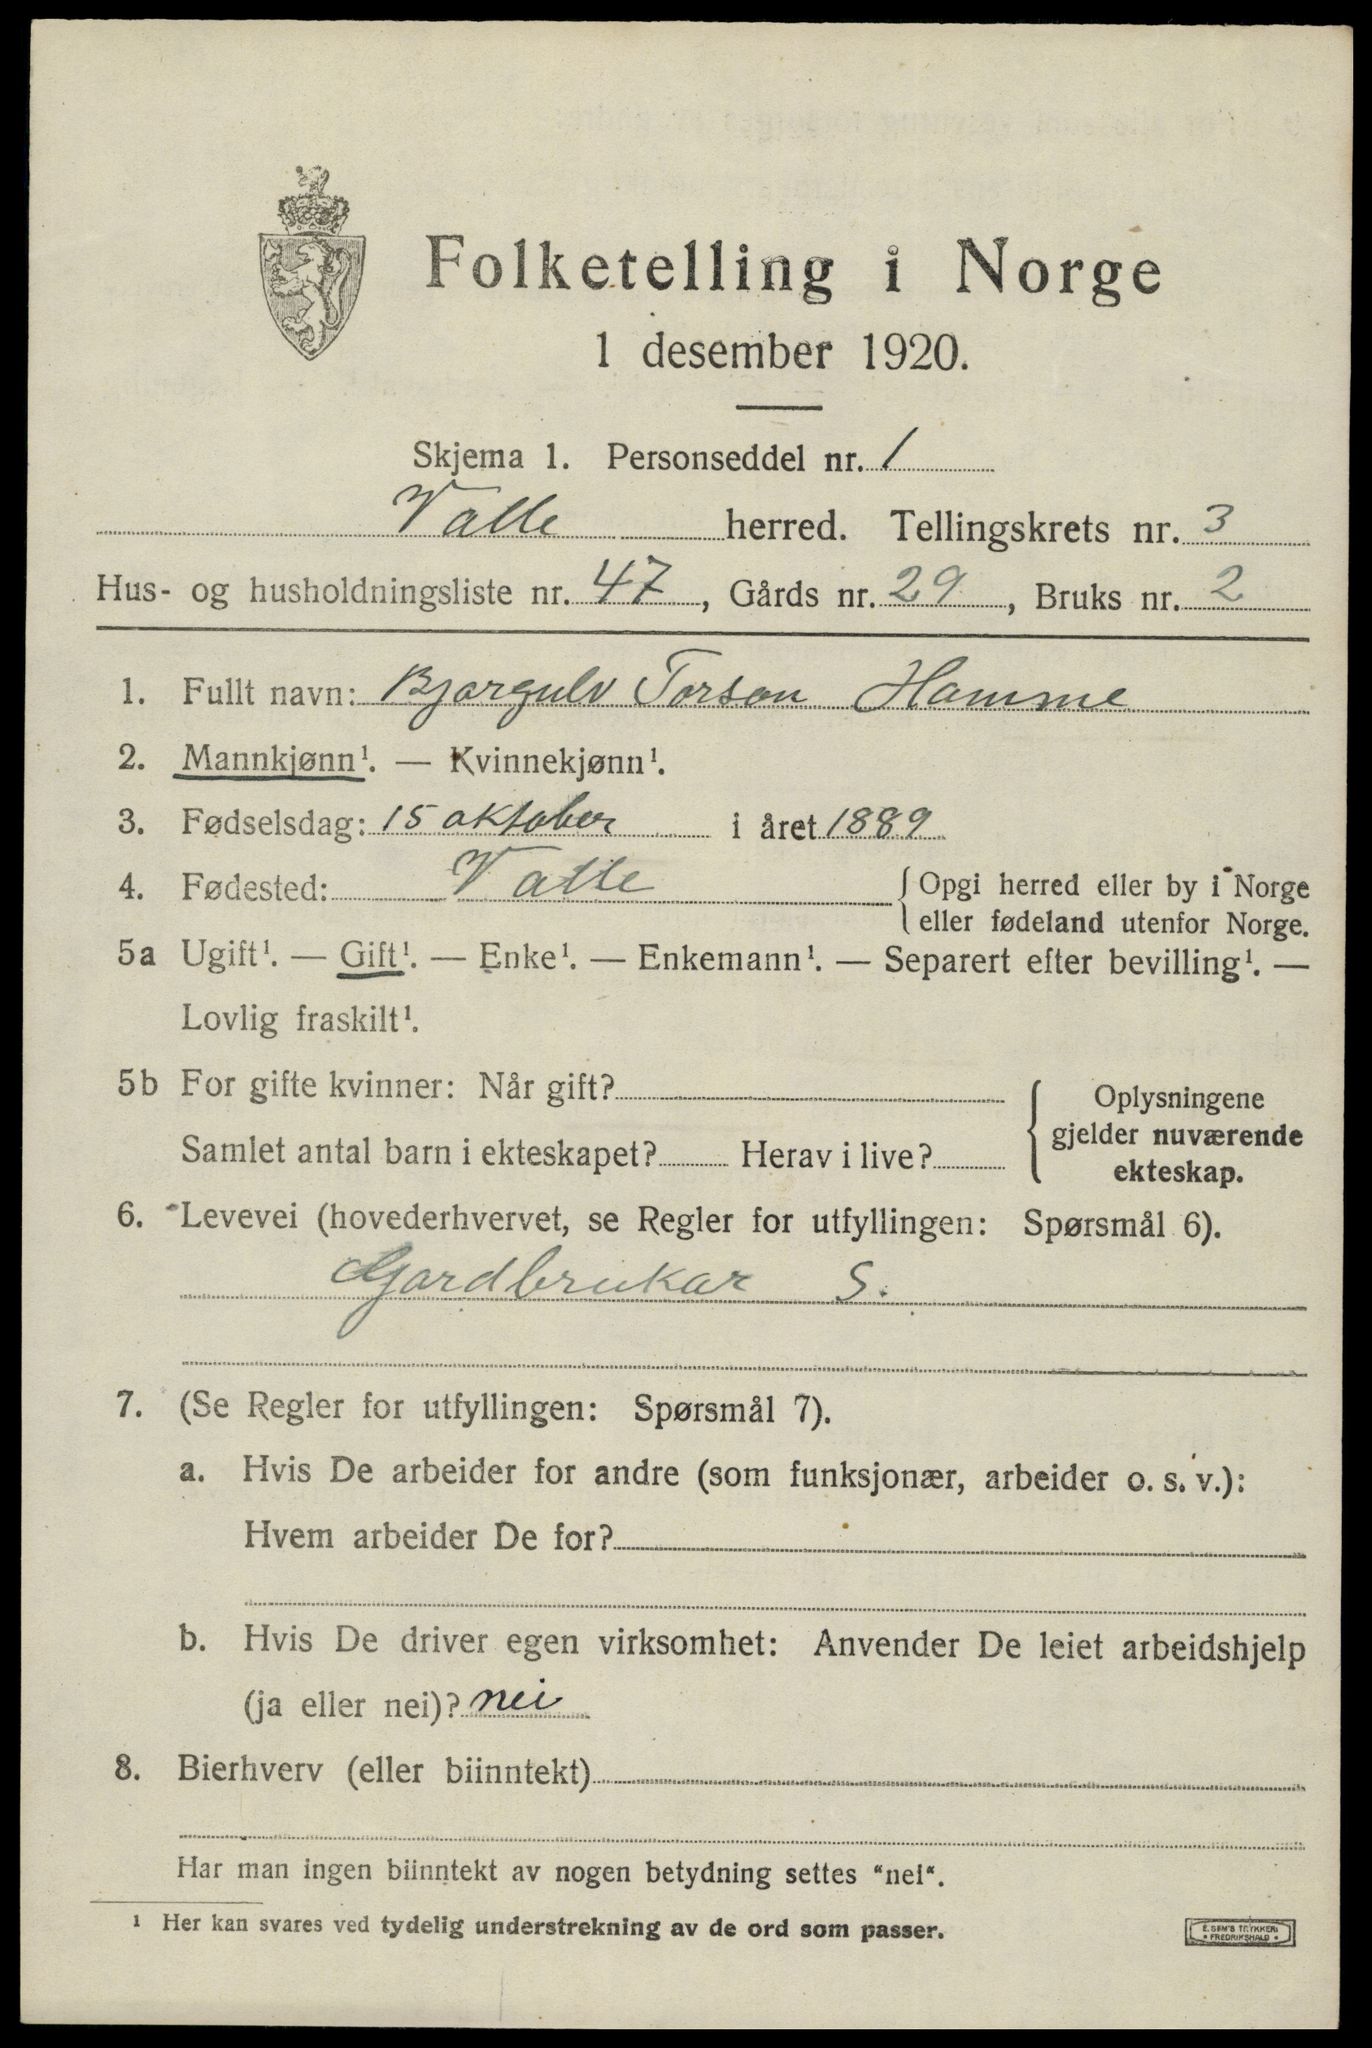 Folketelling i Norge
1 desember 1920.
Skjema 1. Personseddel nr. 1
Valle herred. Tellingskrets nr. 3
Hus- og husholdningsliste nr. 47, Gårds nr. 29, Bruks nr. 2
1. Fullt navn: Bjorgulv Torson Homme
2. Mannkjønn¹. — Kvinnekjønn¹.
3. Fødselsdag: 15 oktober i året 1889
4. Fødested: Valle {Opgi herred eller by i Norge
eller fødeland utenfor Norge.
5a Ugift¹. — Gift¹. — Enke¹. — Enkemann¹. — Separert efter bevilling¹. —
Lovlig fraskilt¹.
5b For gifte kvinner: Når gift?
Samlet antal barn i ekteskapet? Herav i live?
Oplysningene
gjelder nuværende
ekteskap.
6. Levevei (hovederhvervet, se Regler for utfyllingen: Spørsmål 6).
Gardbrukar S.
7. (Se Regler for utfyllingen: Spørsmål 7).
a. Hvis De arbeider for andre (som funksjonær, arbeider o. s. v.):
Hvem arbeider De for?
b. Hvis De driver egen virksomhet: Anvender De leiet arbeidshjelp
(ja eller nei)? nei
8. Bierhverv (eller biinntekt)
Har man ingen biinntekt av nogen betydning settes “nei“.
¹ Her kan svares ved tydelig understrekning av de ord som passer.
E. SEM'S TRYKKERI
• FREDRIKSHALD •